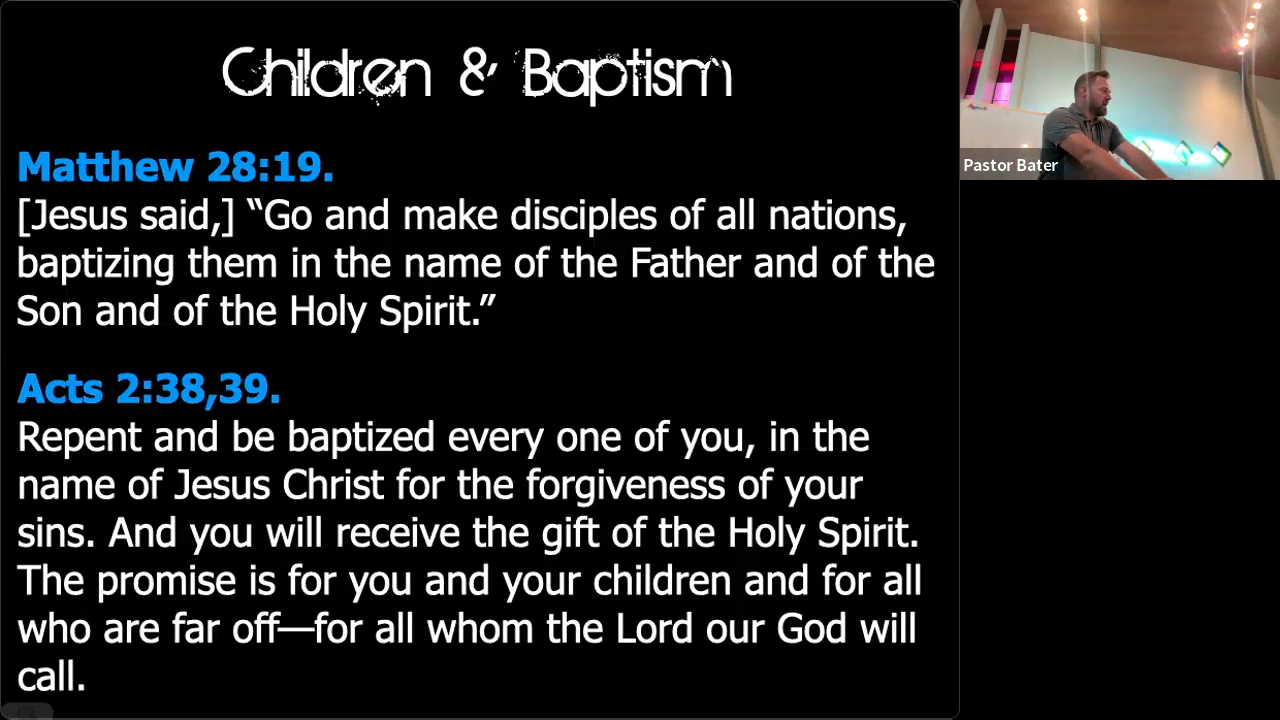 Children & Baptism
Matthew 28:19.
[Jesus said,] “Go and make disciples of all nations,
baptizing them in the name of the Father and of the
Son and of the Holy Spirit.”
Acts 2:38,39.
Repent and be baptized every one of you, in the
name of Jesus Christ for the forgiveness of your
sins. And you will receive the gift of the Holy Spirit.
The promise is for you and your children and for all
who are far off—for all whom the Lord our God will
call.
Pastor Bater